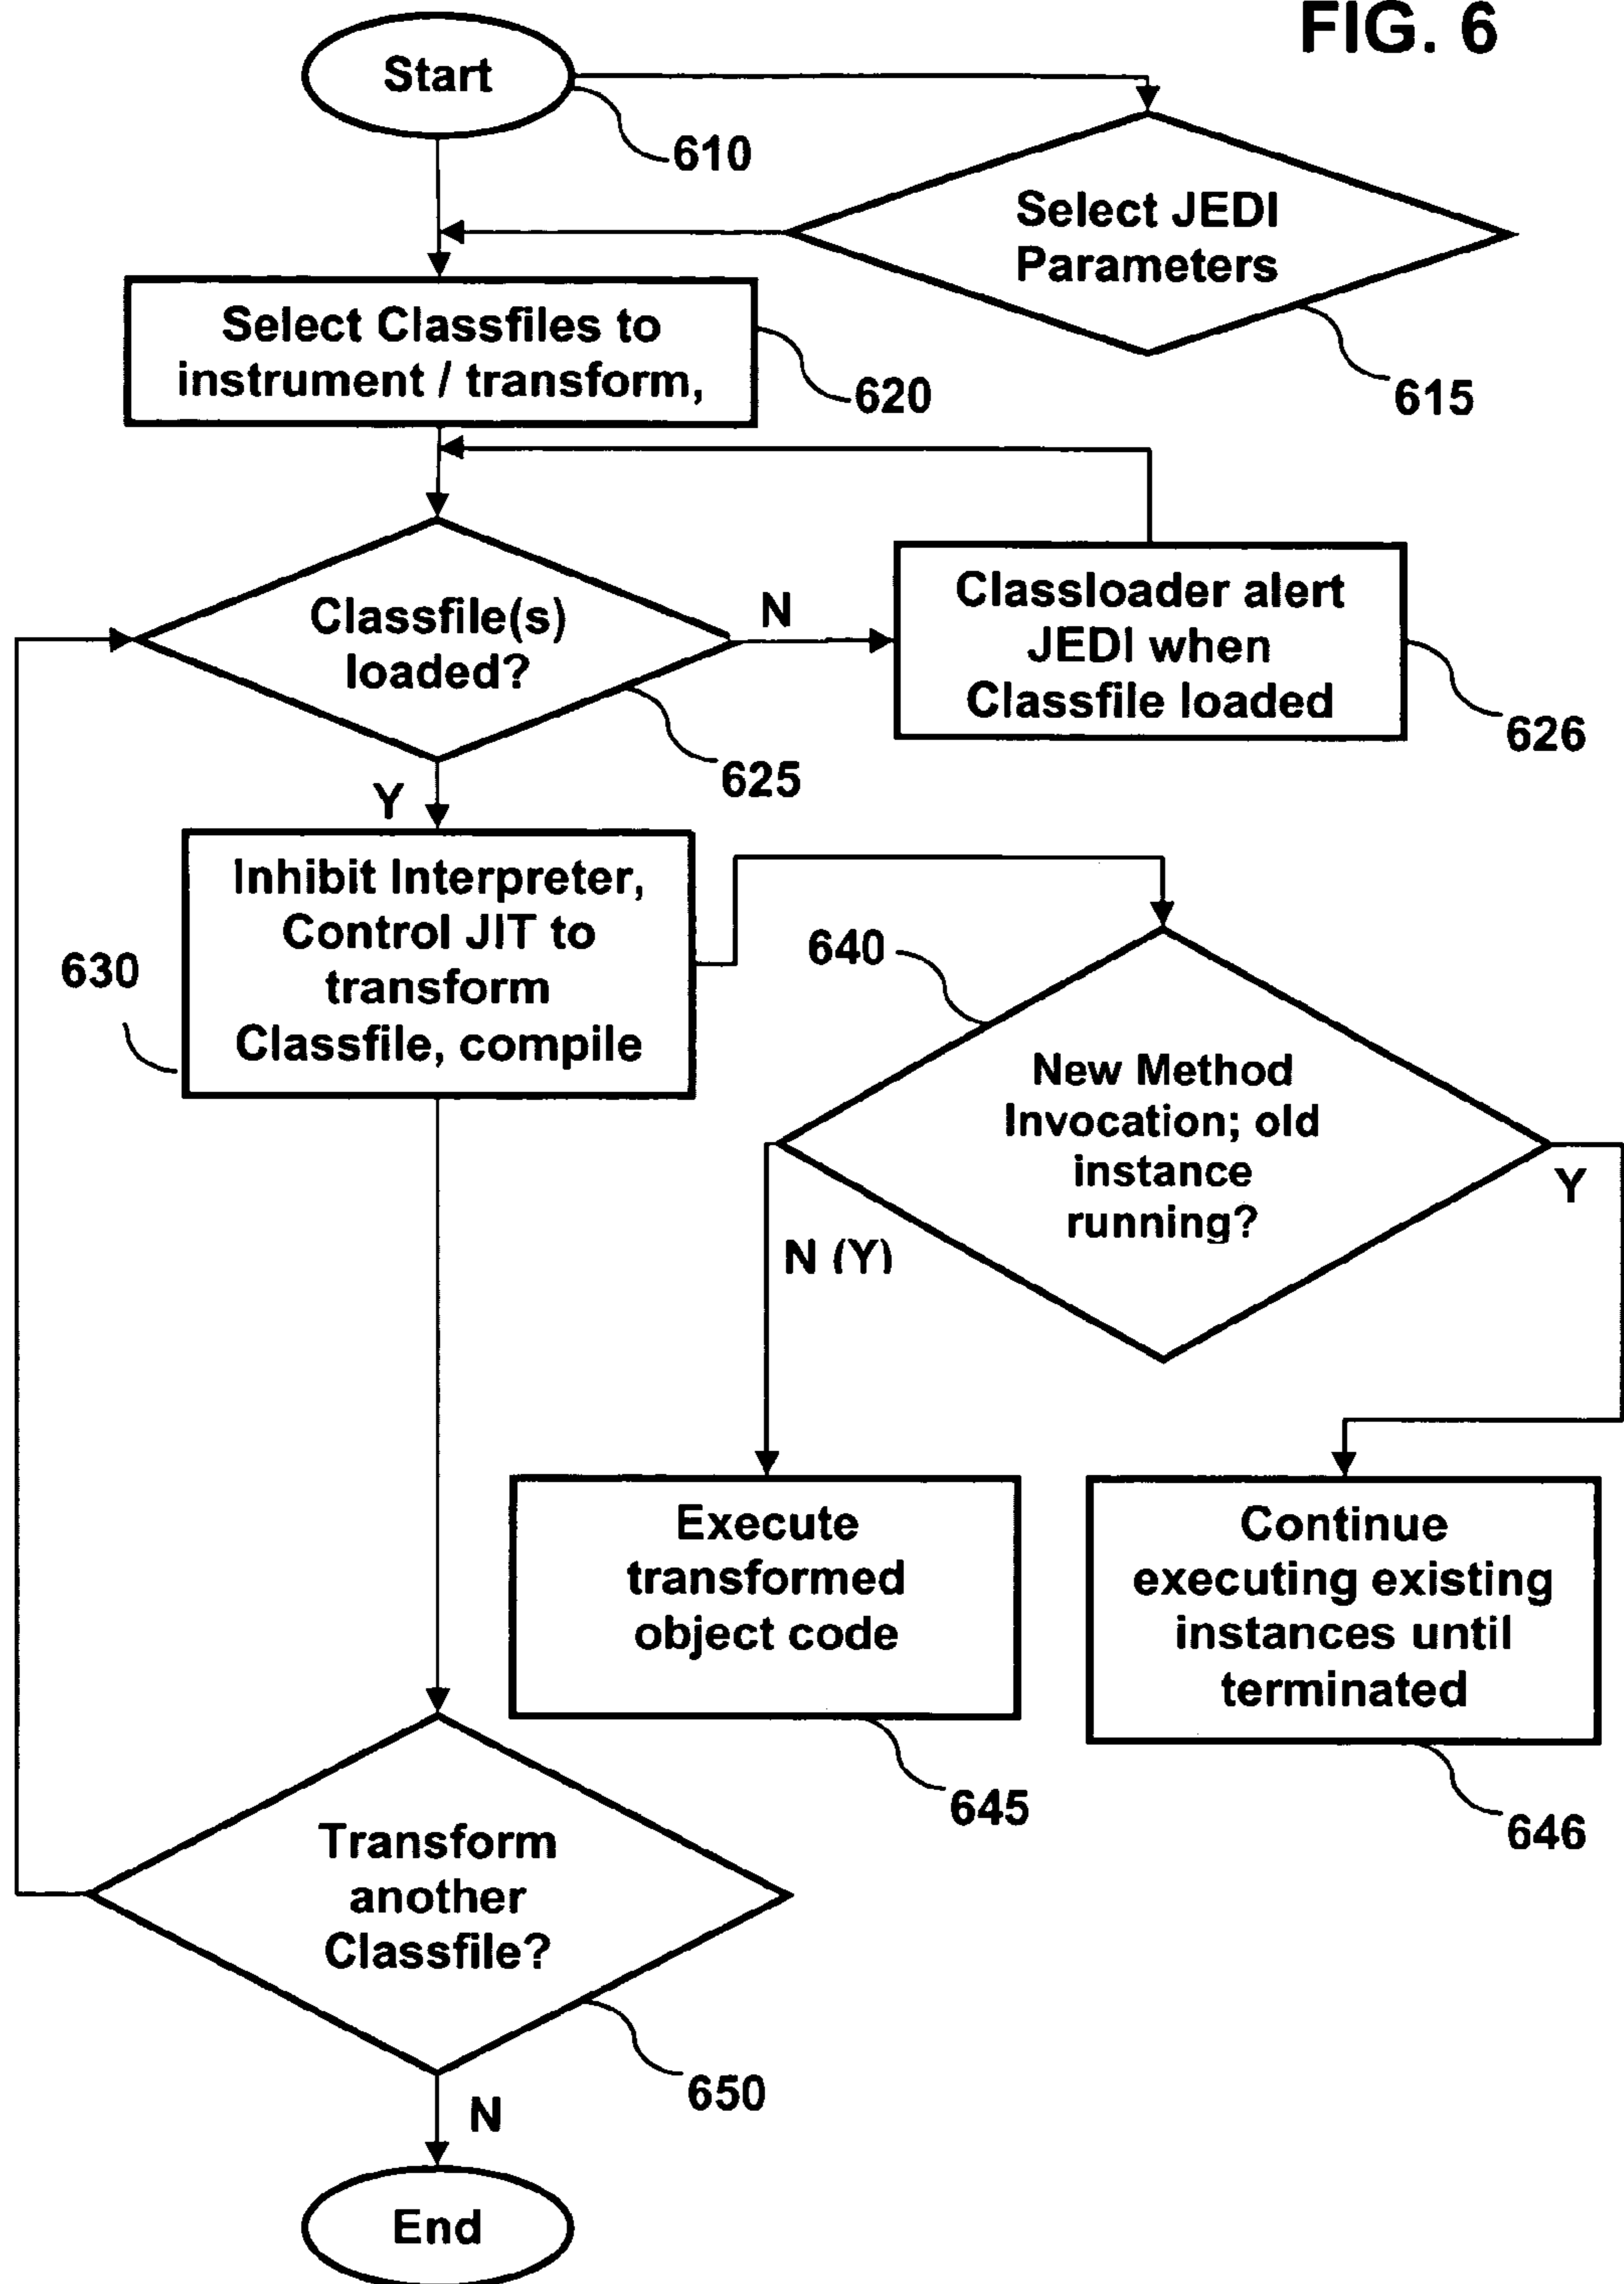 FIG. 6
Start
610
Select JEDI
Parameters
615
Select Classfiles to
instrument / transform,
620
Classfile(s)
loaded?
625
N
Classloader alert
JEDI when
Classfile loaded
626
Y
Inhibit Interpreter,
Control JIT to
transform
Classfile, compile
630
640
New Method
Invocation; old
instance
running?
Y
N (Y)
Execute
transformed
object code
645
Continue
executing existing
instances until
terminated
646
Transform
another
Classfile?
650
N
End